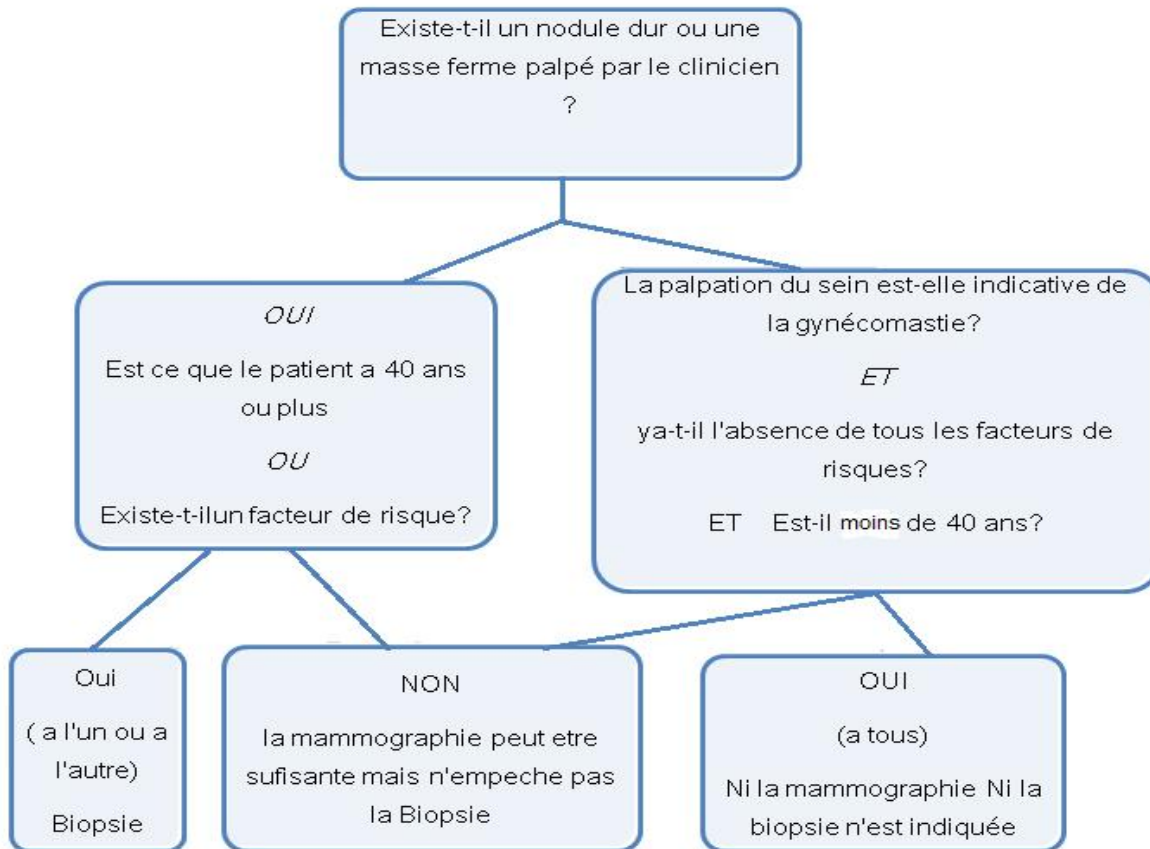 Existe-t-il un nodule dur ou une
masse ferme palpé par le clinicien
?
OUI
Est ce que le patient a 40 ans
ou plus
OU
Existe-t-ilun facteur de risque?
La palpation du sein est-elle indicative de
la gynécomastie?
ET
ya-t-il l'absence de tous les facteurs de
risques?
ET Est-il moins de 40 ans?
Oui
( a l'un ou a
l'autre)
Biopsie
NON
la mammographie peut etre
sufisante mais n'empeche pas
la Biopsie
OUI
(a tous)
Ni la mammographie Ni la
biopsie n'est indiquée